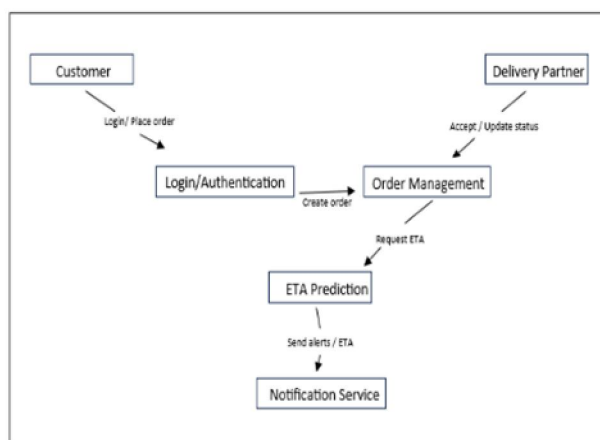 Customer
Delivery Partner
Login/ Place order
Accept / Update status
Login/Authentication
Order Management
Create order
Request ETA
ETA Prediction
Send alerts / ETA
Notification Service